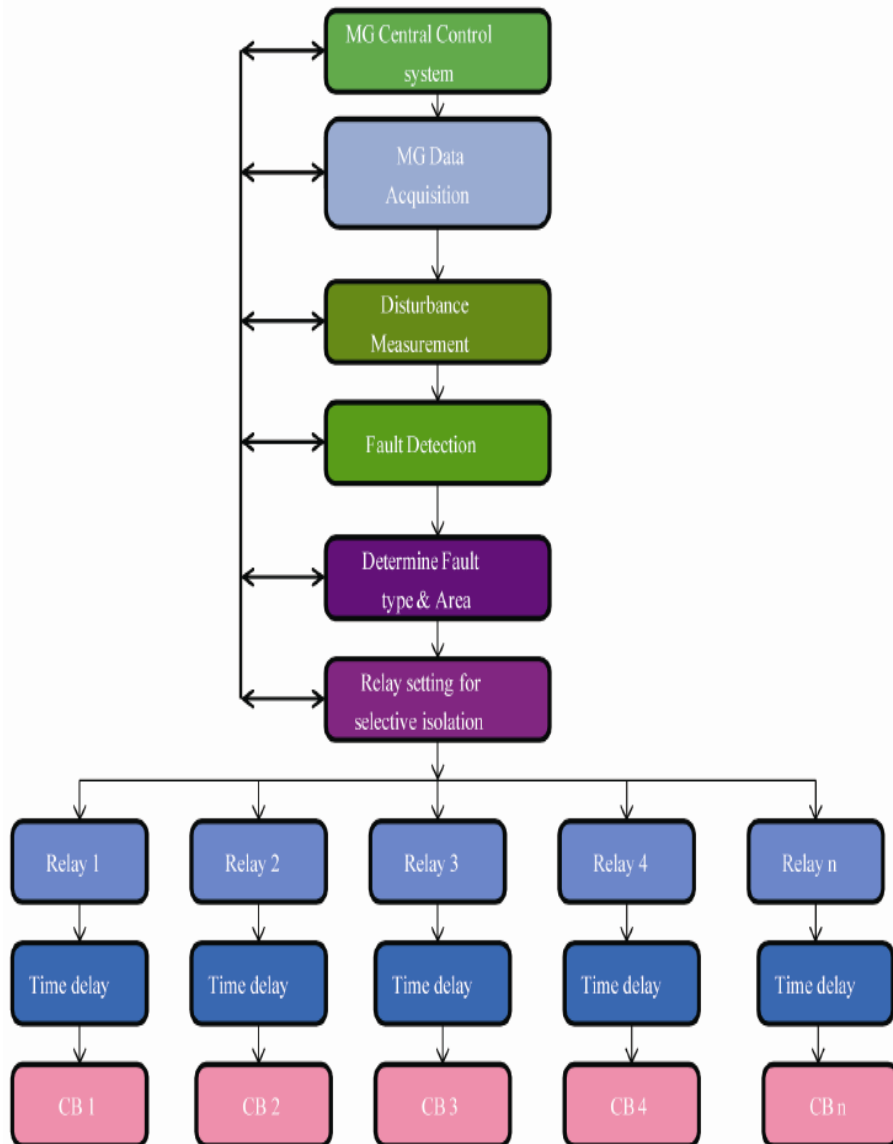 MG Central Control
system
MG Data
Acquisition
Disturbance
Measurement
Fault Detection
Determine Fault
type & Area
Relay setting for
selective isolation
Relay 1
Relay 2
Relay 3
Relay 4
Relay n
Time delay
Time delay
Time delay
Time delay
Time delay
CB 1
CB 2
CB 3
CB 4
CB n